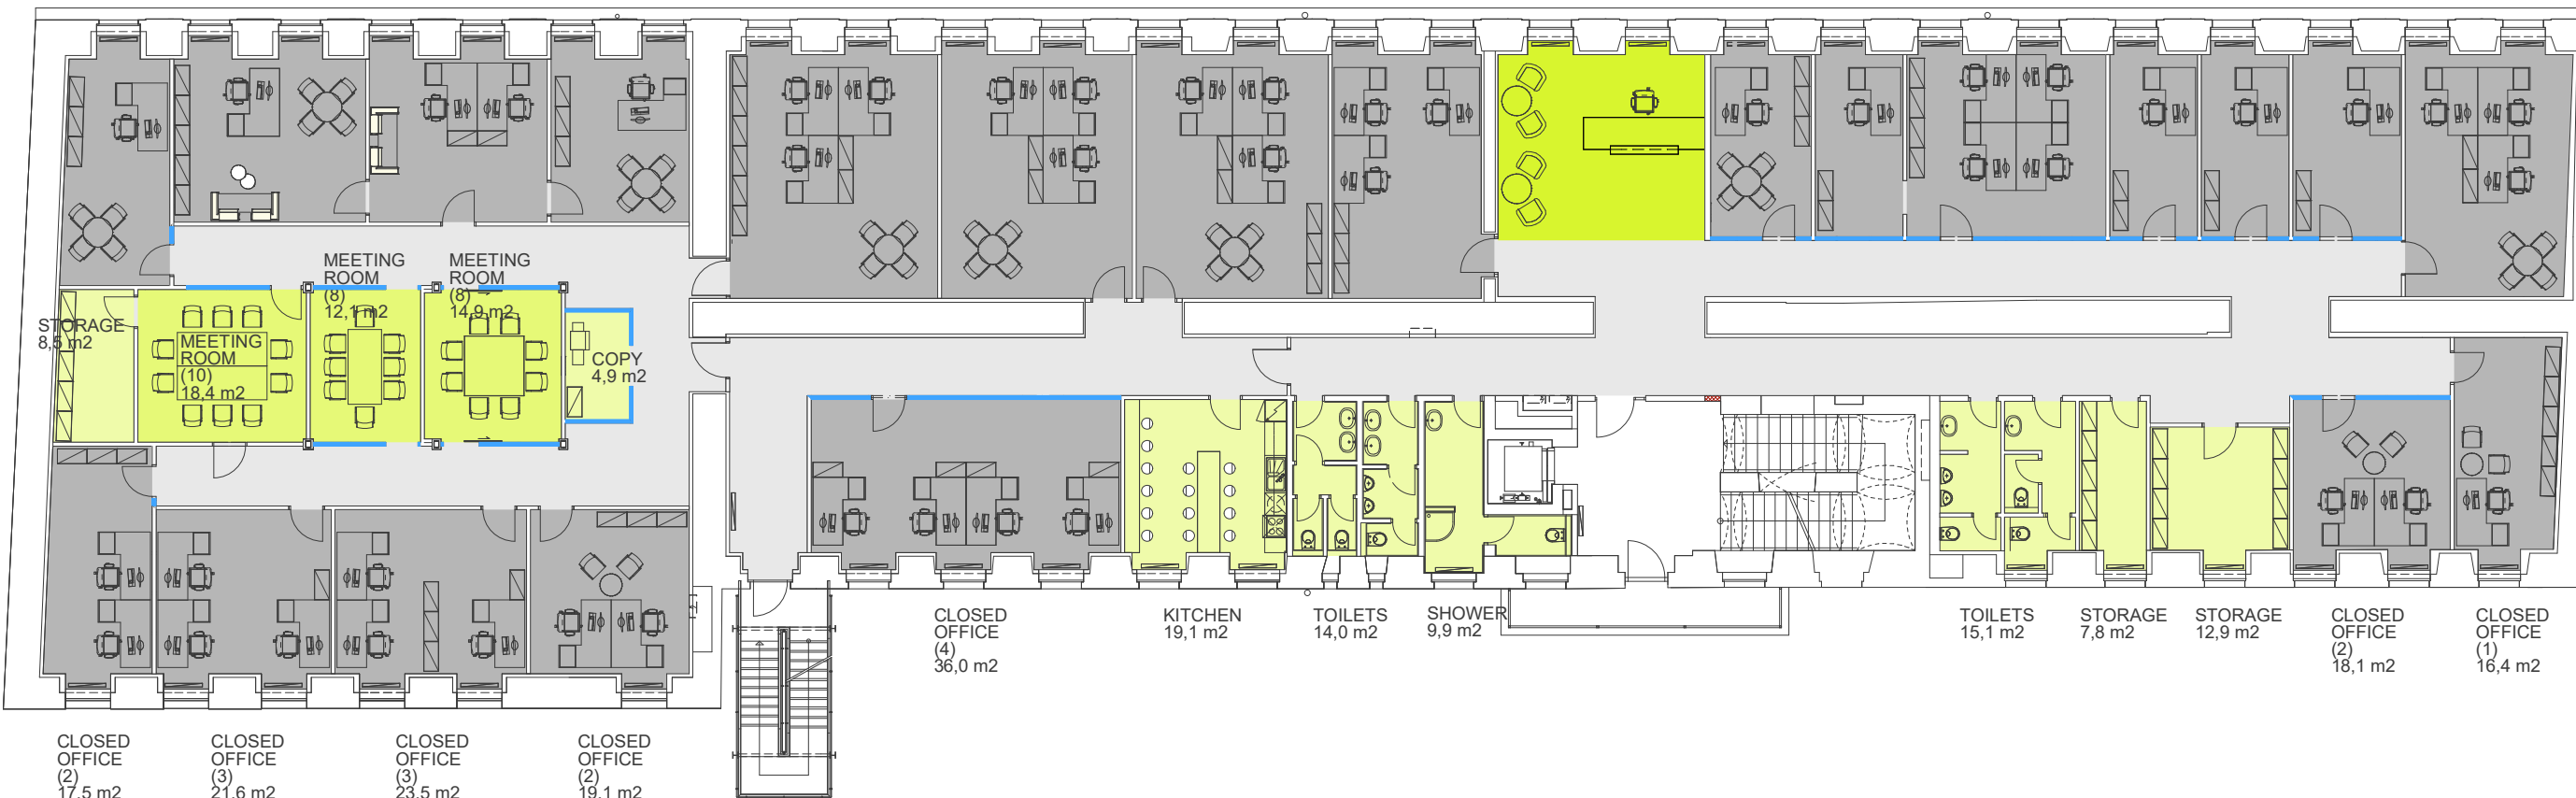 MEETING
ROOM
(8)
12,1 m2
MEETING
ROOM
(8)
14,9 m2
STORAGE
8,5 m2
MEETING
ROOM
(10)
18,4 m2
COPY
4,9 m2
CLOSED
OFFICE
(4)
36,0 m2
KITCHEN
19,1 m2
TOILETS
14,0 m2
SHOWER
9,9 m2
TOILETS
15,1 m2
STORAGE
7,8 m2
STORAGE
12,9 m2
CLOSED
OFFICE
(2)
18,1 m2
CLOSED
OFFICE
(1)
16,4 m2
CLOSED
OFFICE
(2)
17,5 m2
CLOSED
OFFICE
(3)
21,6 m2
CLOSED
OFFICE
(3)
23,5 m2
CLOSED
OFFICE
(2)
19,1 m2